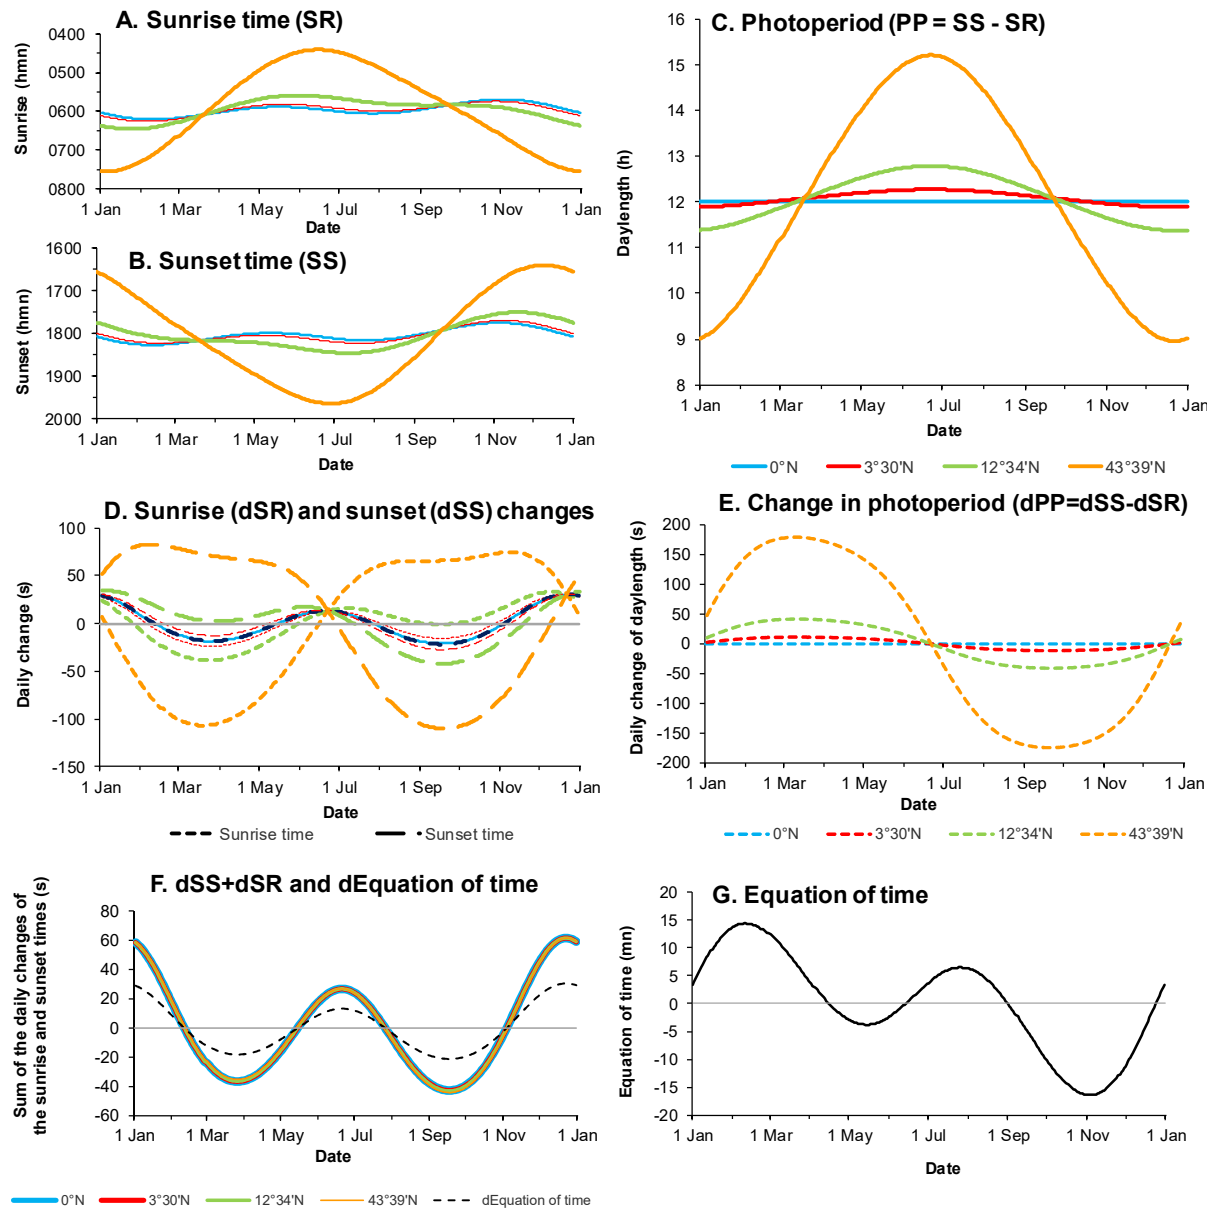 A. Sunrise time (SR)
Sunrise (hmn)
0400
0500
0600
0700
0800
1 Jan 1 Mar 1 May 1 Jul 1 Sep 1 Nov 1 Jan
Date
B. Sunset time (SS)
Sunset (hmn)
1600
1700
1800
1900
2000
1 Jan 1 Mar 1 May 1 Jul 1 Sep 1 Nov 1 Jan
Date
C. Photoperiod (PP = SS - SR)
Daylength (h)
16
15
14
13
12
11
10
9
8
1 Jan 1 Mar 1 May 1 Jul 1 Sep 1 Nov 1 Jan
Date
0°N 3°30'N 12°34'N 43°39'N
D. Sunrise (dSR) and sunset (dSS) changes
Daily change (s)
100
50
0
-50
-100
-150
1 Jan 1 Mar 1 May 1 Jul 1 Sep 1 Nov 1 Jan
Date
Sunrise time Sunset time
E. Change in photoperiod (dPP=dSS-dSR)
Daily change of daylength (s)
200
150
100
50
0
-50
-100
-150
-200
1 Jan 1 Mar 1 May 1 Jul 1 Sep 1 Nov 1 Jan
Date
0°N 3°30'N 12°34'N 43°39'N
F. dSS+dSR and dEquation of time
Sum of the daily changes of
the sunrise and sunset times (s)
80
60
40
20
0
-20
-40
-60
1 Jan 1 Mar 1 May 1 Jul 1 Sep 1 Nov 1 Jan
Date
0°N 3°30'N 12°34'N 43°39'N dEquation of time
G. Equation of time
Equation of time (mn)
20
15
10
5
0
-5
-10
-15
-20
1 Jan 1 Mar 1 May 1 Jul 1 Sep 1 Nov 1 Jan
Date